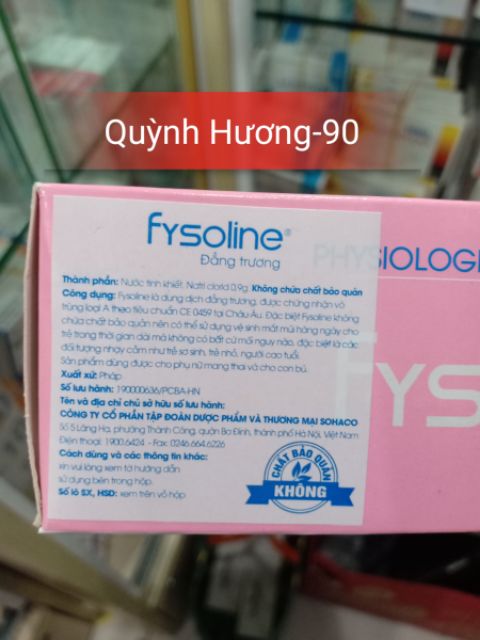 Quỳnh Hương-90
fysoline®
Đẳng trương
PHYSIOLOGI
Thành phần: Nước tinh khiết, Natri clorid 0,9g. Không chứa chất bảo quản
Công dụng: Fysoline là dung dịch đẳng trương, được chứng nhận vô
trùng loại A theo tiêu chuẩn CE 0459 tại Châu Âu. Đặc biệt Fysoline không
chứa chất bảo quản nên có thể sử dụng vệ sinh mắt mũi hàng ngày cho
trẻ trong thời gian dài mà không có bất cứ mối nguy nào, đặc biệt là các
đối tượng nhạy cảm như trẻ sơ sinh, trẻ nhỏ, người cao tuổi.
Sản phẩm dùng được cho phụ nữ mang thai và cho con bú.
FYS
Xuất xứ: Pháp
Số lưu hành: 190000636/PCBA-HN
Tên và địa chỉ chủ sở hữu số lưu hành:
CÔNG TY CỔ PHẦN TẬP ĐOÀN DƯỢC PHẨM VÀ THƯƠNG MẠI SOHACO
Số 5 Láng Hạ, phường Thành Công, quận Ba Đình, thành phố Hà Nội, Việt Nam
Điện thoại: 1900.6424 - Fax: 0246.664.6226
Cách dùng và các thông tin khác:
xin vui lòng xem tờ hướng dẫn
sử dụng bên trong hộp.
Số lô SX, HSD: xem trên vỏ hộp
CHẤT BẢO QUẢN
KHÔNG